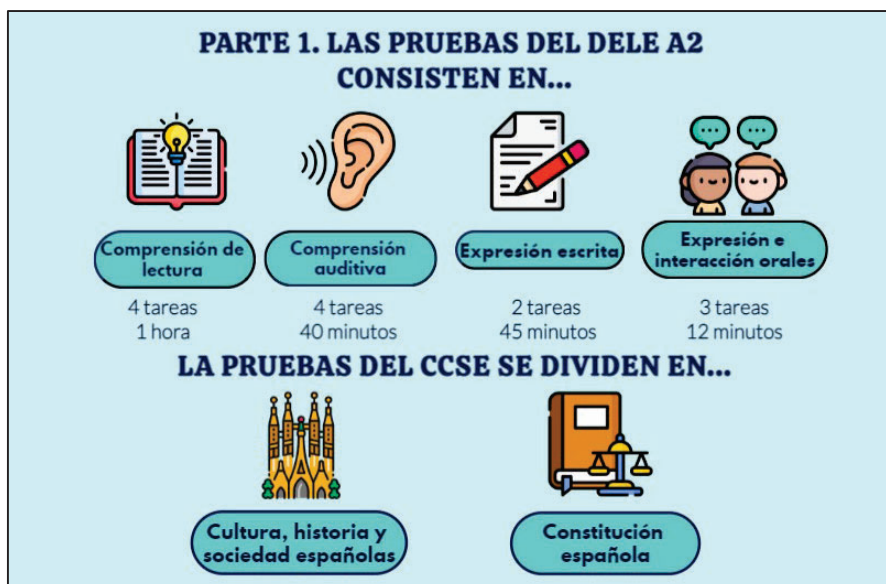 PARTE 1. LAS PRUEBAS DEL DELE A2
CONSISTEN EN...
Comprensión de
lectura
4 tareas
1 hora
Comprensión
auditiva
4 tareas
40 minutos
Expresión escrita
2 tareas
45 minutos
Expresión e
interacción orales
3 tareas
12 minutos
LA PRUEBAS DEL CCSE SE DIVIDEN EN...
Cultura, historia y
sociedad españolas
Constitución
española